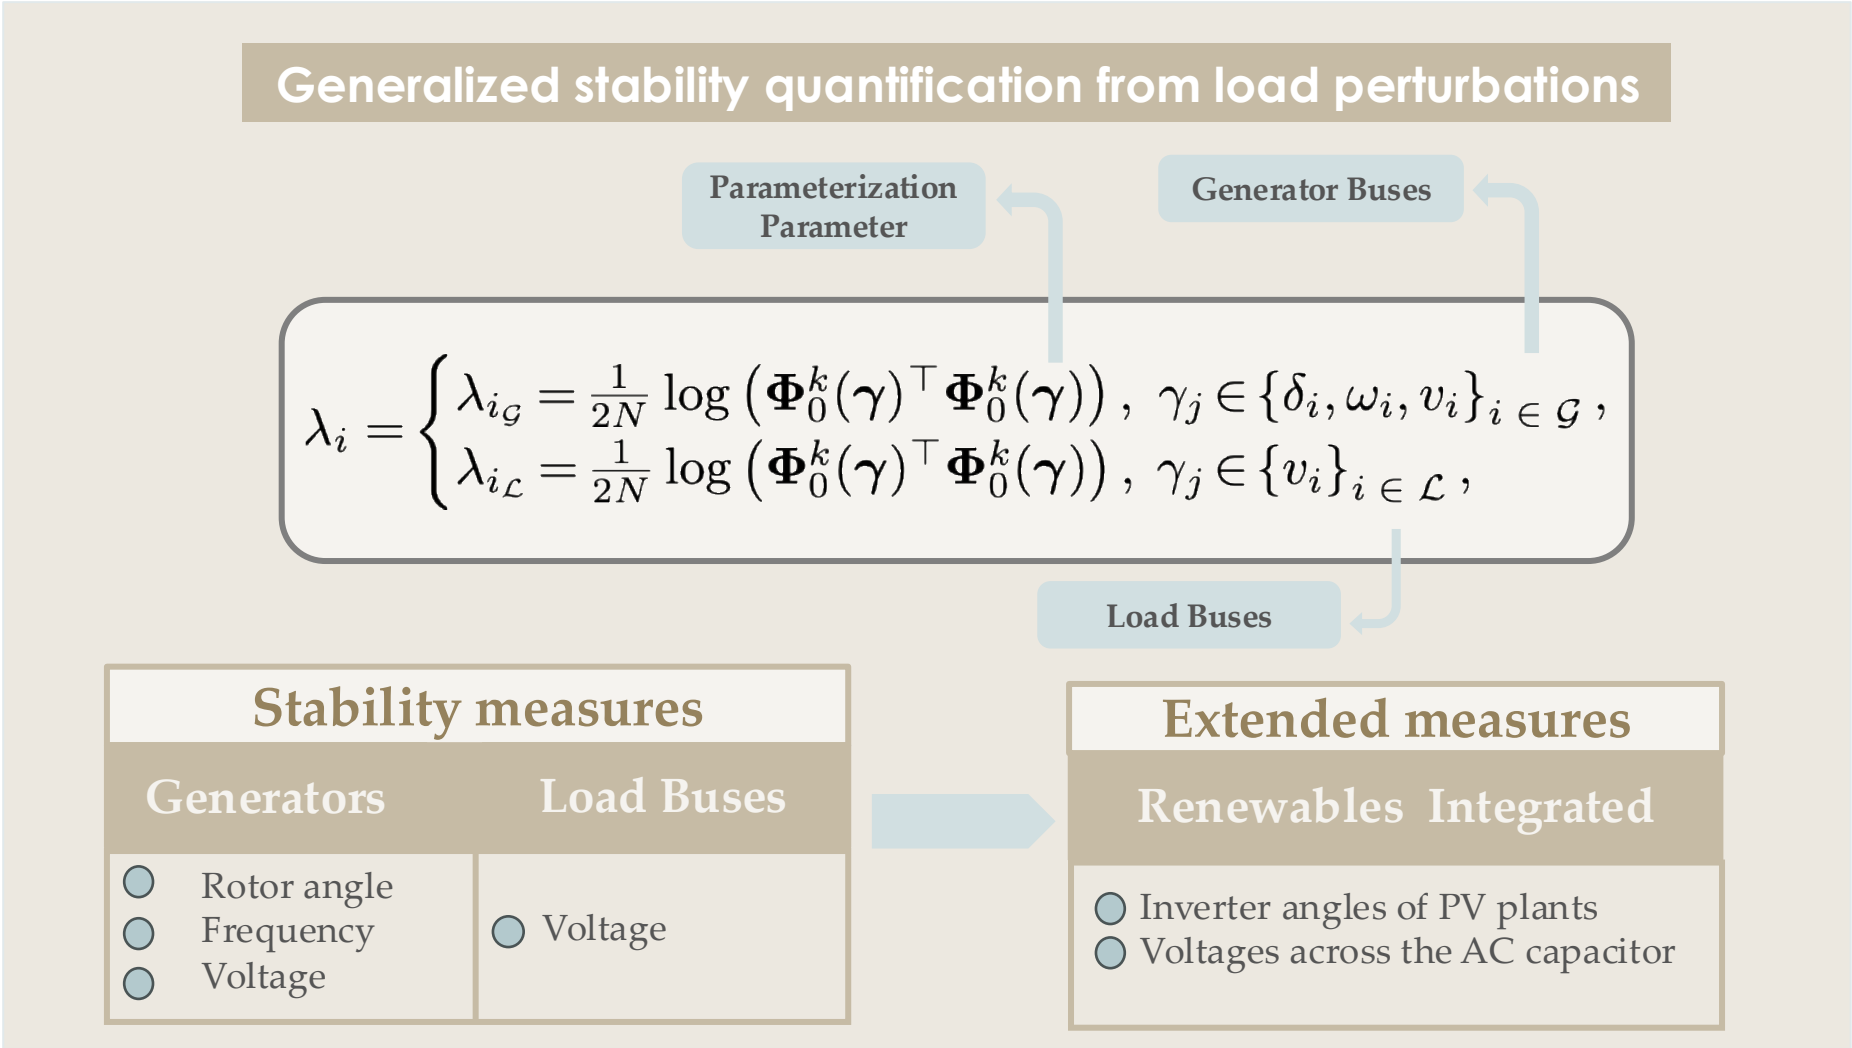 Generalized stability quantification from load perturbations
Parameterization
Parameter
Generator Buses
λ_i = { λ_{i_𝒢} = 1/2N log (𝚽_0^k(𝜸)^⊤ 𝚽_0^k(𝜸)) , γ_j ∈ {δ_i, ω_i, v_i}_{i ∈ 𝒢} ,
λ_{i_ℒ} = 1/2N log (𝚽_0^k(𝜸)^⊤ 𝚽_0^k(𝜸)) , γ_j ∈ {v_i}_{i ∈ ℒ} ,
Load Buses
Stability measures
Generators
Load Buses
Rotor angle
Frequency
Voltage
Voltage
Extended measures
Renewables Integrated
Inverter angles of PV plants
Voltages across the AC capacitor